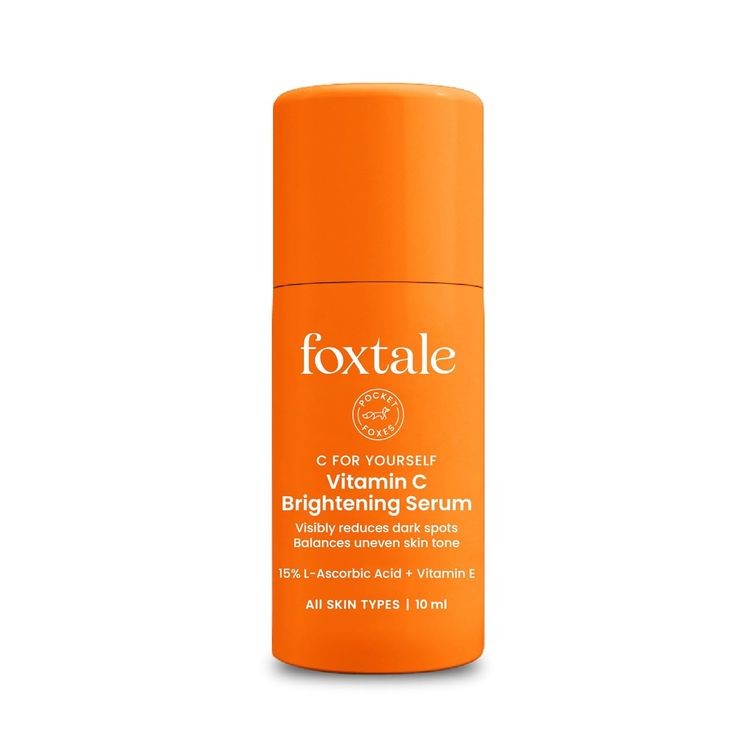 foxtale
POCKET
FOXES
C FOR YOURSELF
Vitamin C
Brightening Serum
Visibly reduces dark spots
Balances uneven skin tone
15% L-Ascorbic Acid + Vitamin E
All SKIN TYPES | 10 ml